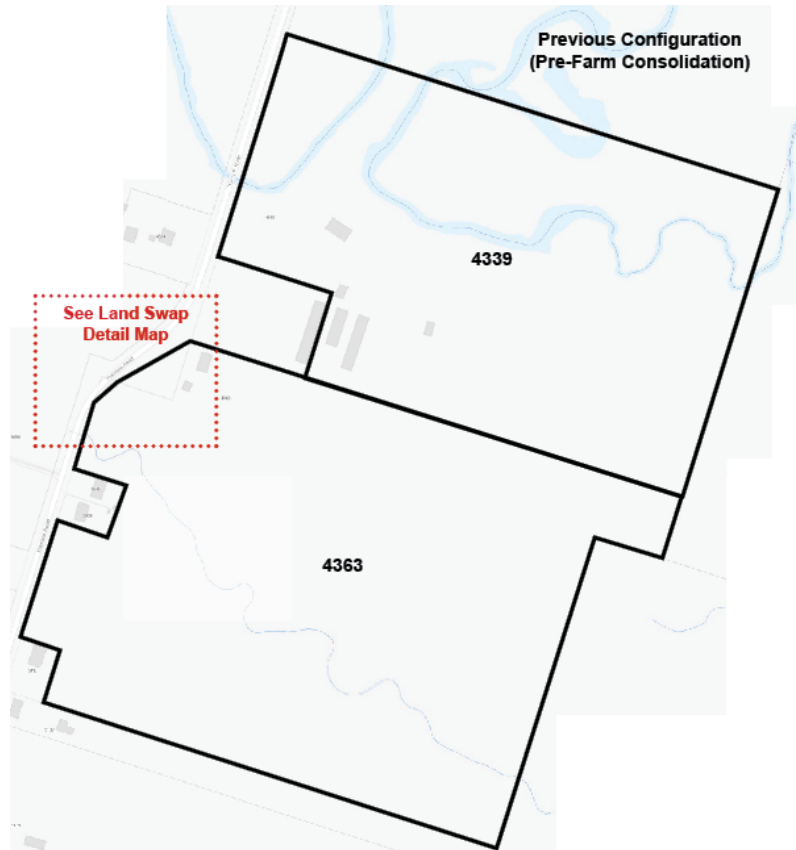 Previous Configuration
(Pre-Farm Consolidation)
4339
See Land Swap
Detail Map
4363